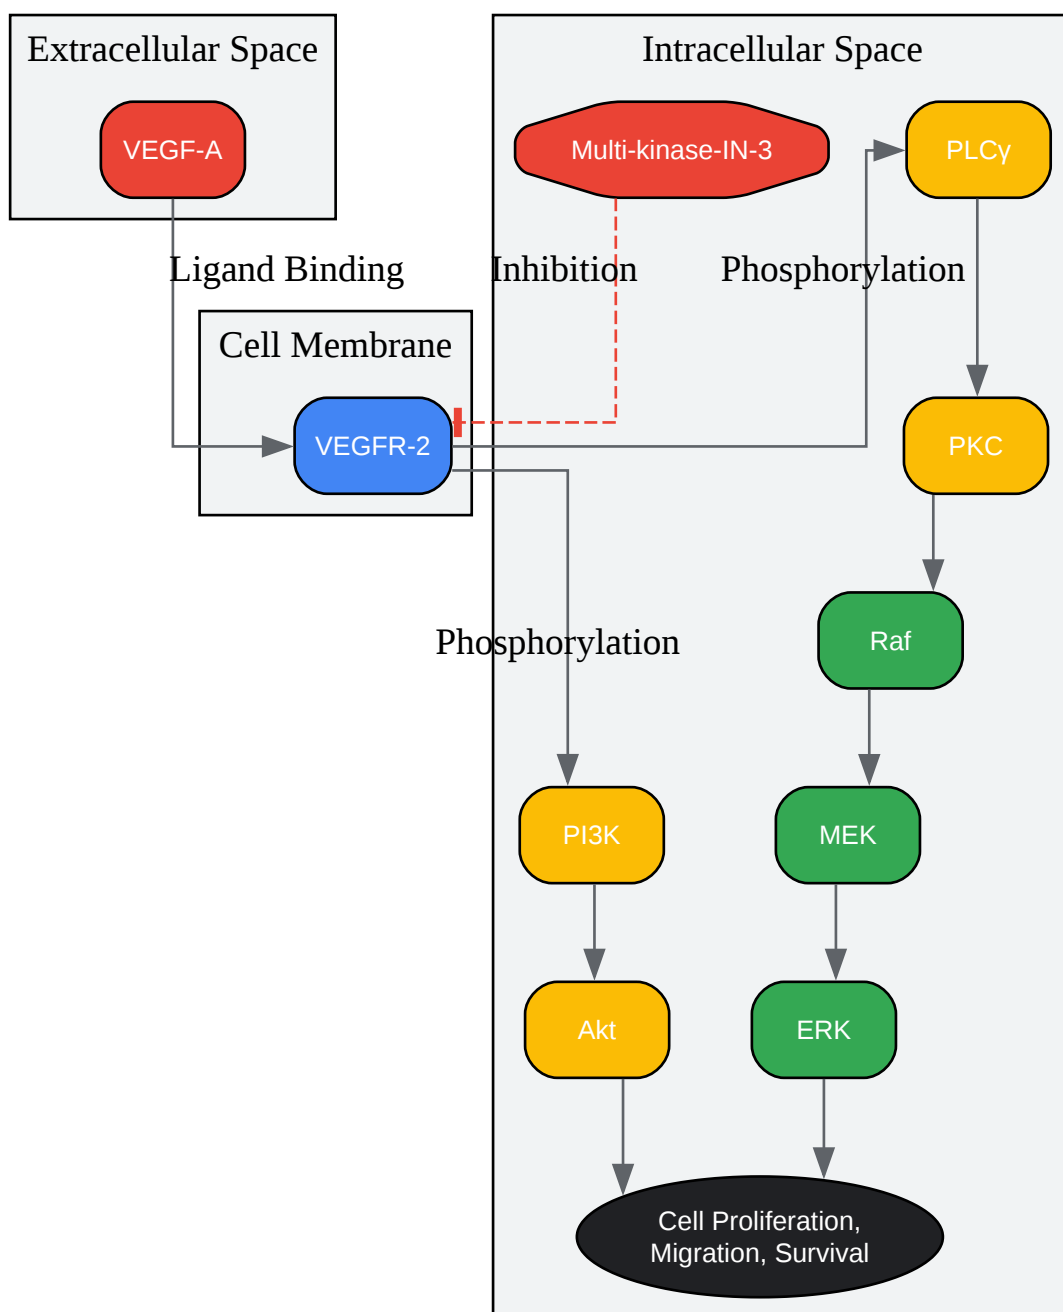 Extracellular Space
Intracellular Space
VEGF-A
Multi-kinase-IN-3
PLCγ
Ligand Binding
Inhibition
Phosphorylation
Cell Membrane
VEGFR-2
PKC
Phosphorylation
Raf
PI3K
MEK
Akt
ERK
Cell Proliferation,
Migration, Survival